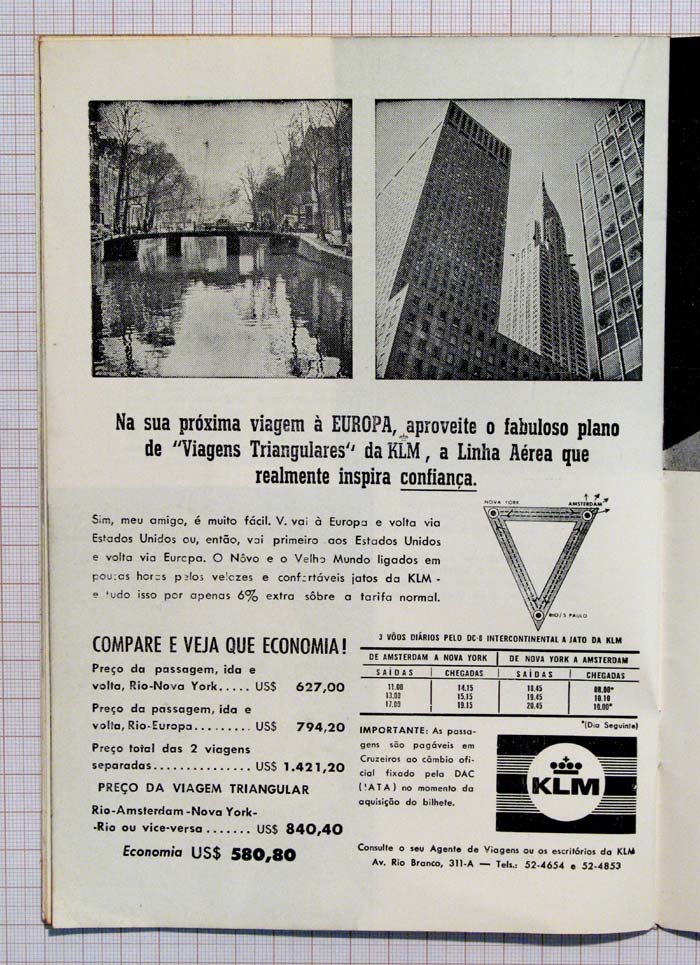 Na sua próxima viagem à EUROPA, aproveite o fabuloso plano
de "Viagens Triangulares" da KLM, a Linha Aérea que
realmente inspira confiança.
Sim, meu amigo, é muito fácil. V. vai à Europa e volta via
Estados Unidos ou, então, vai primeiro aos Estados Unidos
e volta via Europa. O Nôvo e o Velho Mundo ligados em
poucas horas pelos velozes e confortáveis jatos da KLM -
e tudo isso por apenas 6% extra sôbre a tarifa normal.
NOVA YORK
AMSTERDAM
RIO/S PAULO
COMPARE E VEJA QUE ECONOMIA!
Preço da passagem, ida e
volta, Rio-Nova York..... US$ 627,00
Preço da passagem, ida e
volta, Rio-Europa......... US$ 794,20
Preço total das 2 viagens
separadas............... US$ 1.421,20
PREÇO DA VIAGEM TRIANGULAR
Rio-Amsterdam-Nova York-
-Rio ou vice-versa ....... US$ 840,40
Economia US$ 580,80
3 VÔOS DIÁRIOS PELO DC-8 INTERCONTINENTAL A JATO DA KLM
DE AMSTERDAM A NOVA YORK DE NOVA YORK A AMSTERDAM
SAÍDAS CHEGADAS SAÍDAS CHEGADAS
11.00 14,15 18,45 08.00*
13.00 15.15 19.45 10.10
17.00 19.15 20.45 10.00*
*(Dia Seguinte)
IMPORTANTE: As passa-
gens são pagáveis em
Cruzeiros ao câmbio ofi-
cial fixado pela DAC
(IATA) no momento da
aquisição do bilhete.
KLM
Consulte o seu Agente de Viagens ou os escritórios da KLM
Av. Rio Branco, 311-A — Tels.: 52-4654 e 52-4853